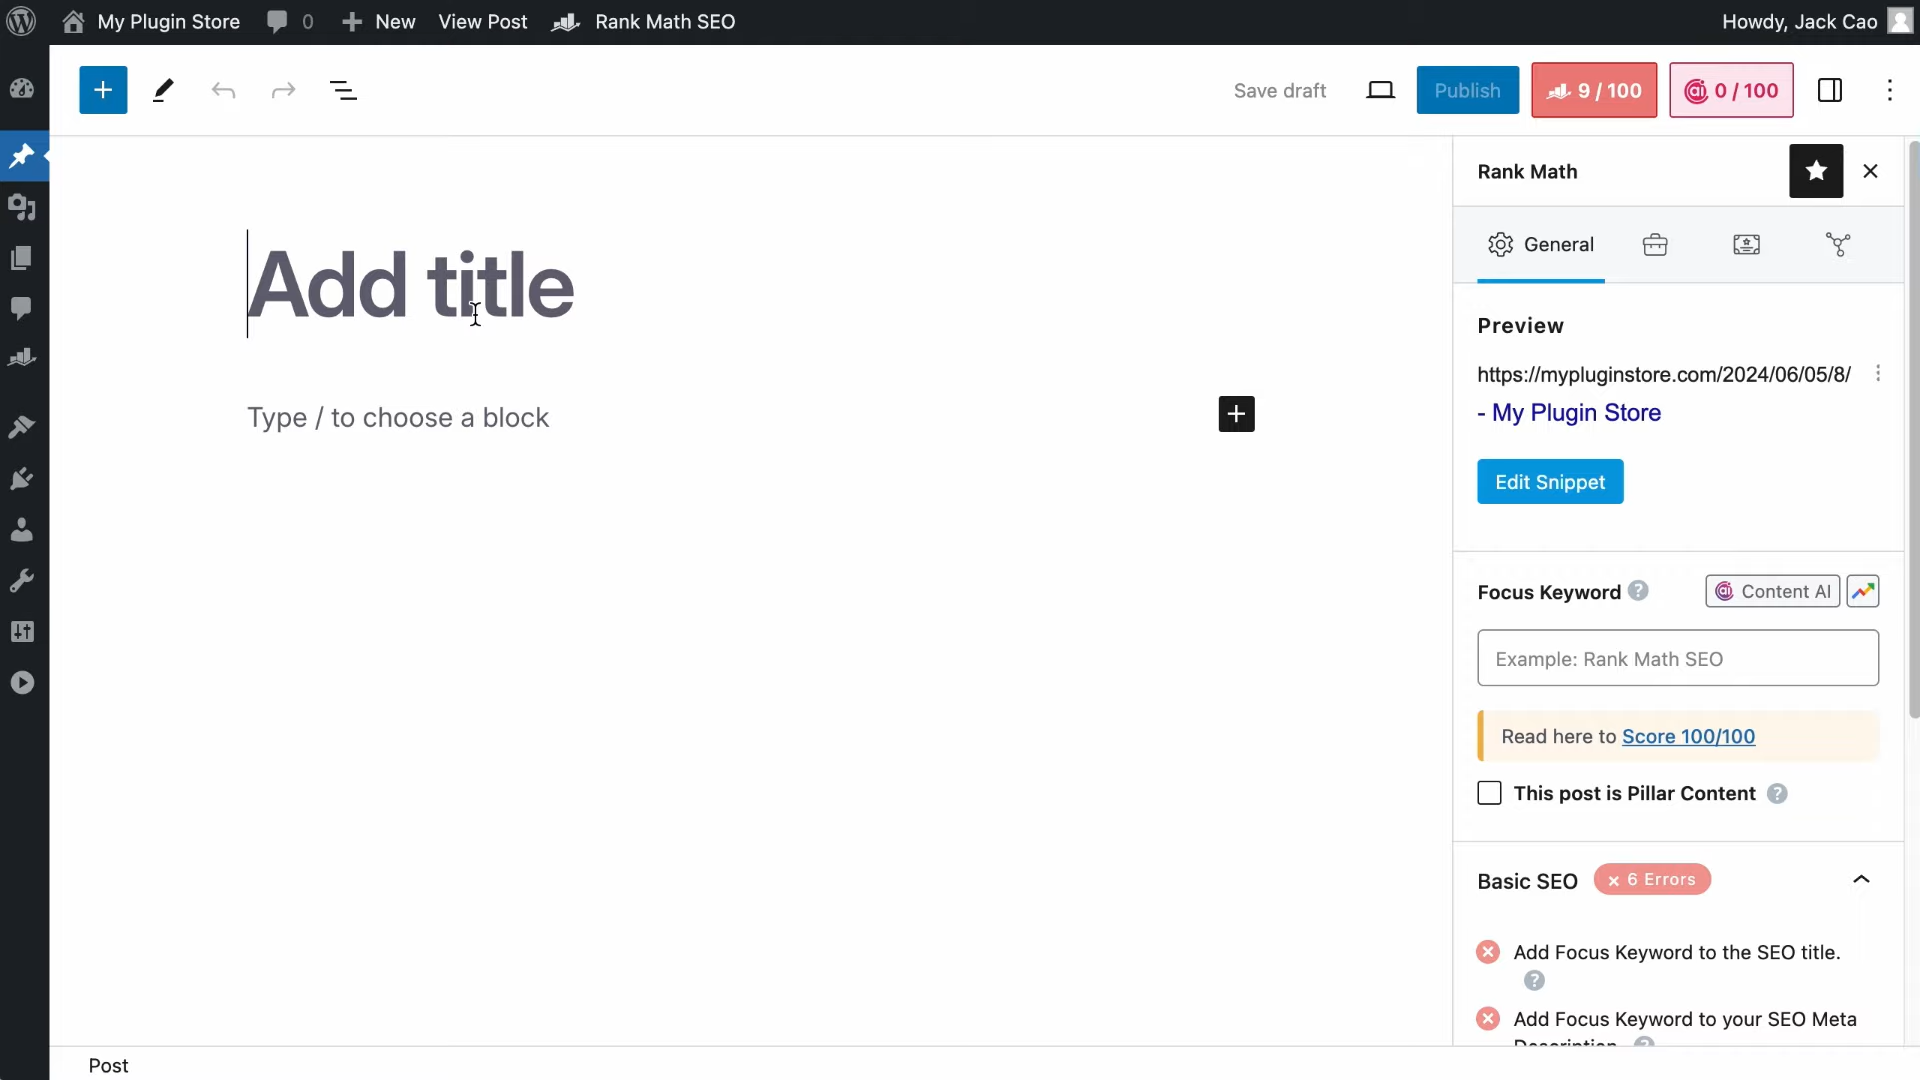 My Plugin Store 0 New View Post Rank Math SEO Howdy, Jack Cao
Save draft Publish 9 / 100 0 / 100
Rank Math
General
Add title
Type / to choose a block
Preview
https://mypluginstore.com/2024/06/05/8/
- My Plugin Store
Edit Snippet
Focus Keyword ? Content AI
Example: Rank Math SEO
Read here to Score 100/100
This post is Pillar Content ?
Basic SEO × 6 Errors
Add Focus Keyword to the SEO title.
?
Add Focus Keyword to your SEO Meta
Description ?
Post